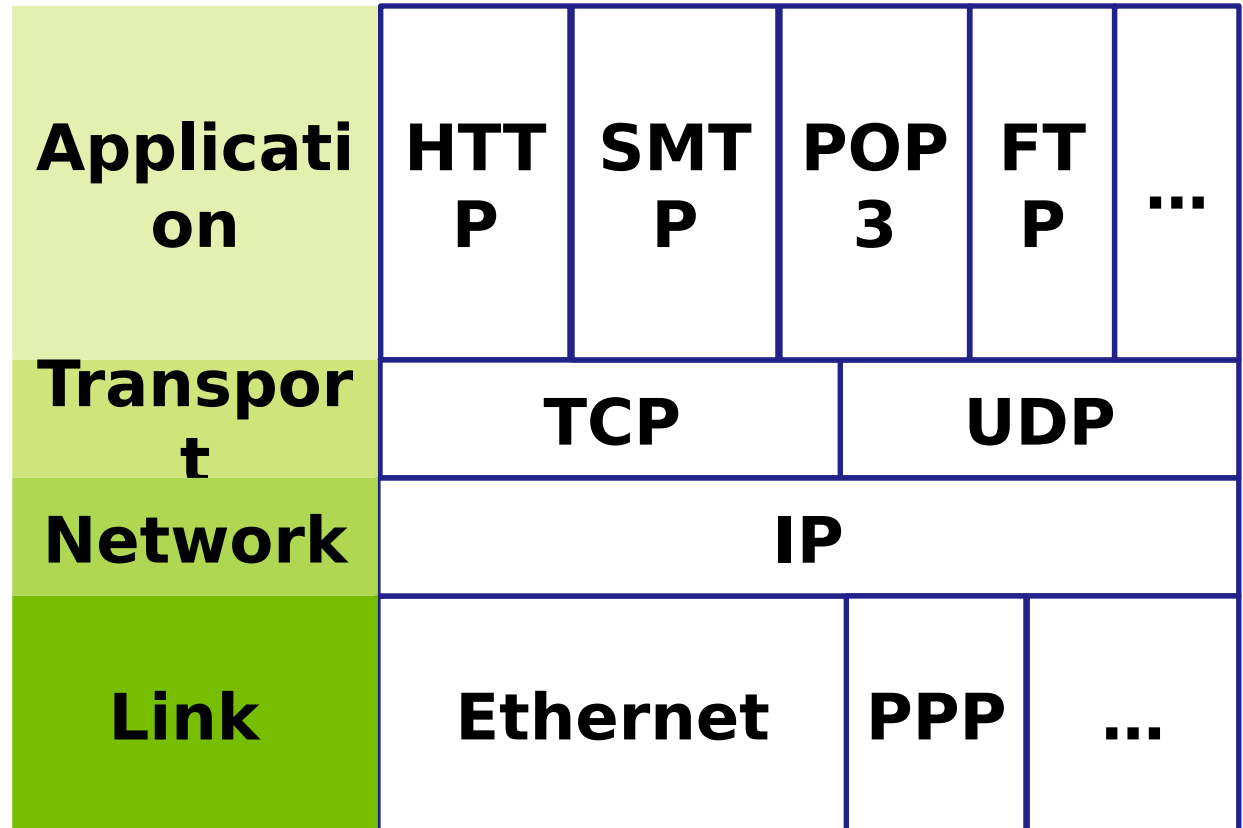 Applicati
on
HTT
P
SMT
P
POP
3
FT
P
…
Transpor
t
TCP
UDP
Network
IP
Link
Ethernet
PPP
…